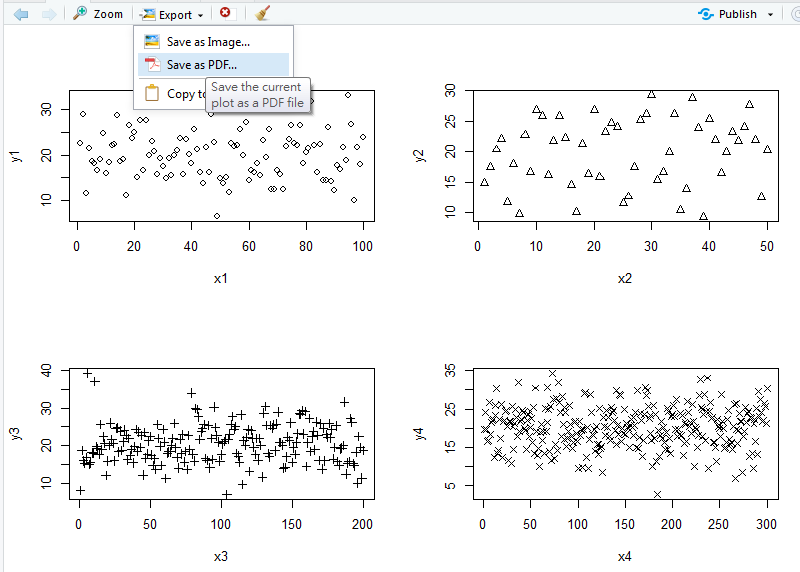 Zoom Export Publish
Save as Image...
Save as PDF...
Copy to
Save the current
plot as a PDF file
y1
30
20
10
0 20 40 60 80 100
x1
y2
30
25
20
15
10
0 10 20 30 40 50
x2
y3
40
30
20
10
0 50 100 150 200
x3
y4
35
25
15
5
0 50 100 150 200 250 300
x4